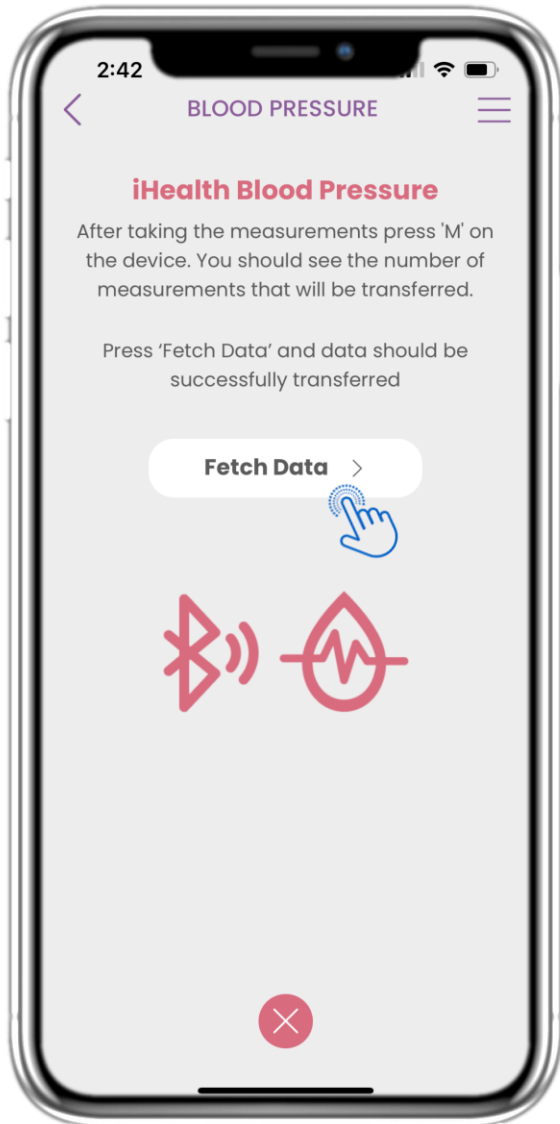 2:42
BLOOD PRESSURE
iHealth Blood Pressure
After taking the measurements press 'M' on
the device. You should see the number of
measurements that will be transferred.
Press ‘Fetch Data’ and data should be
successfully transferred
Fetch Data